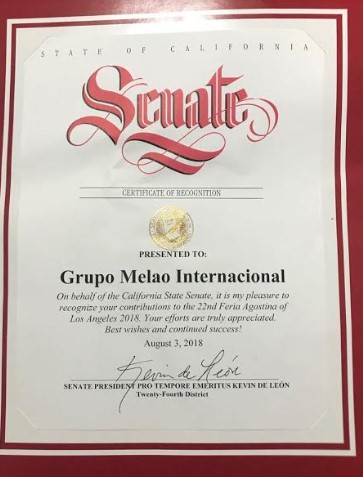 STATE OF CALIFORNIA
Senate
CERTIFICATE OF RECOGNITION
PRESENTED TO:
Grupo Melao Internacional
On behalf of the California State Senate, it is my pleasure to
recognize your contributions to the 22nd Feria Agostina of
Los Angeles 2018. Your efforts are truly appreciated.
Best wishes and continued success!
August 3, 2018
Kevin de León
SENATE PRESIDENT PRO TEMPORE EMERITUS KEVIN DE LEÓN
Twenty-Fourth District